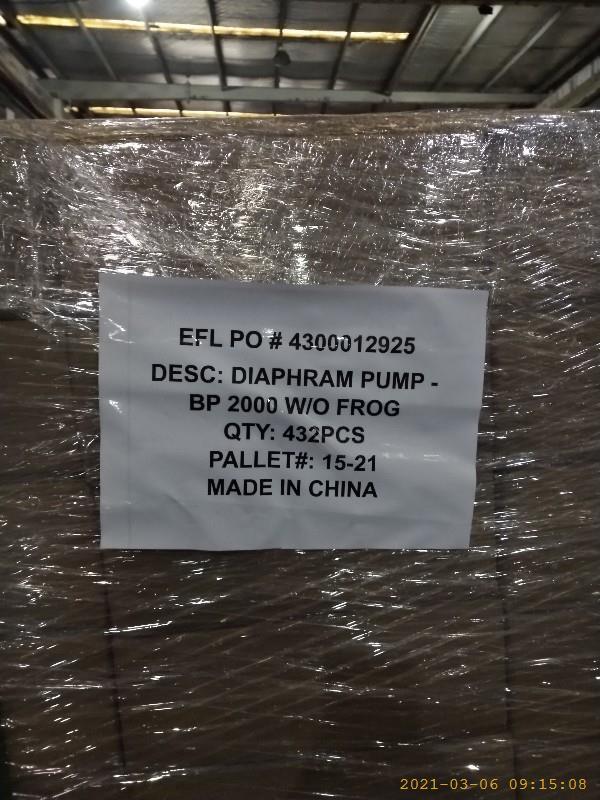 EFL PO # 4300012925
DESC: DIAPHRAM PUMP -
BP 2000 W/O FROG
QTY: 432PCS
PALLET#: 15-21
MADE IN CHINA
2021-03-06 09:15:08